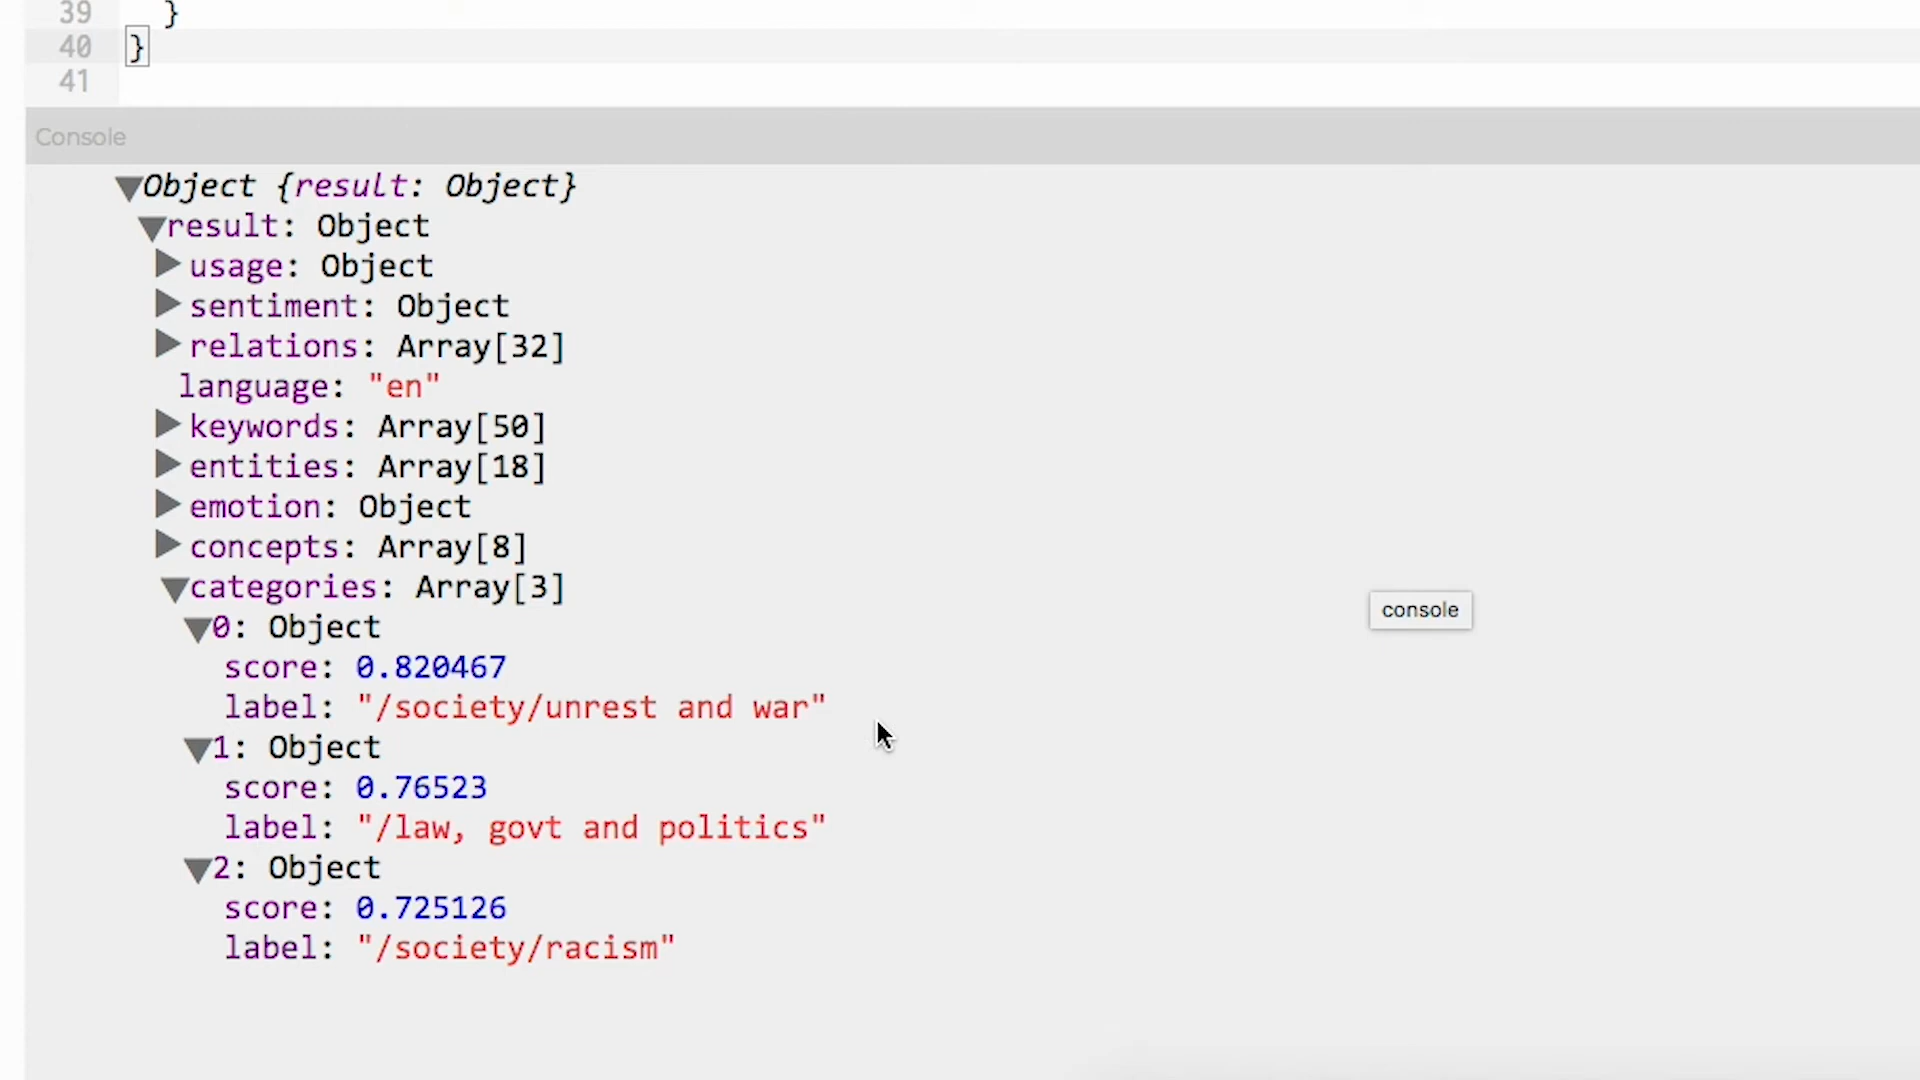 39 }
40 }
41
Console
▼Object {result: Object}
▼result: Object
▶usage: Object
▶sentiment: Object
▶relations: Array[32]
language: "en"
▶keywords: Array[50]
▶entities: Array[18]
▶emotion: Object
▶concepts: Array[8]
▼categories: Array[3]
▼0: Object
score: 0.820467
label: "/society/unrest and war"
▼1: Object
score: 0.76523
label: "/law, govt and politics"
▼2: Object
score: 0.725126
label: "/society/racism"
console